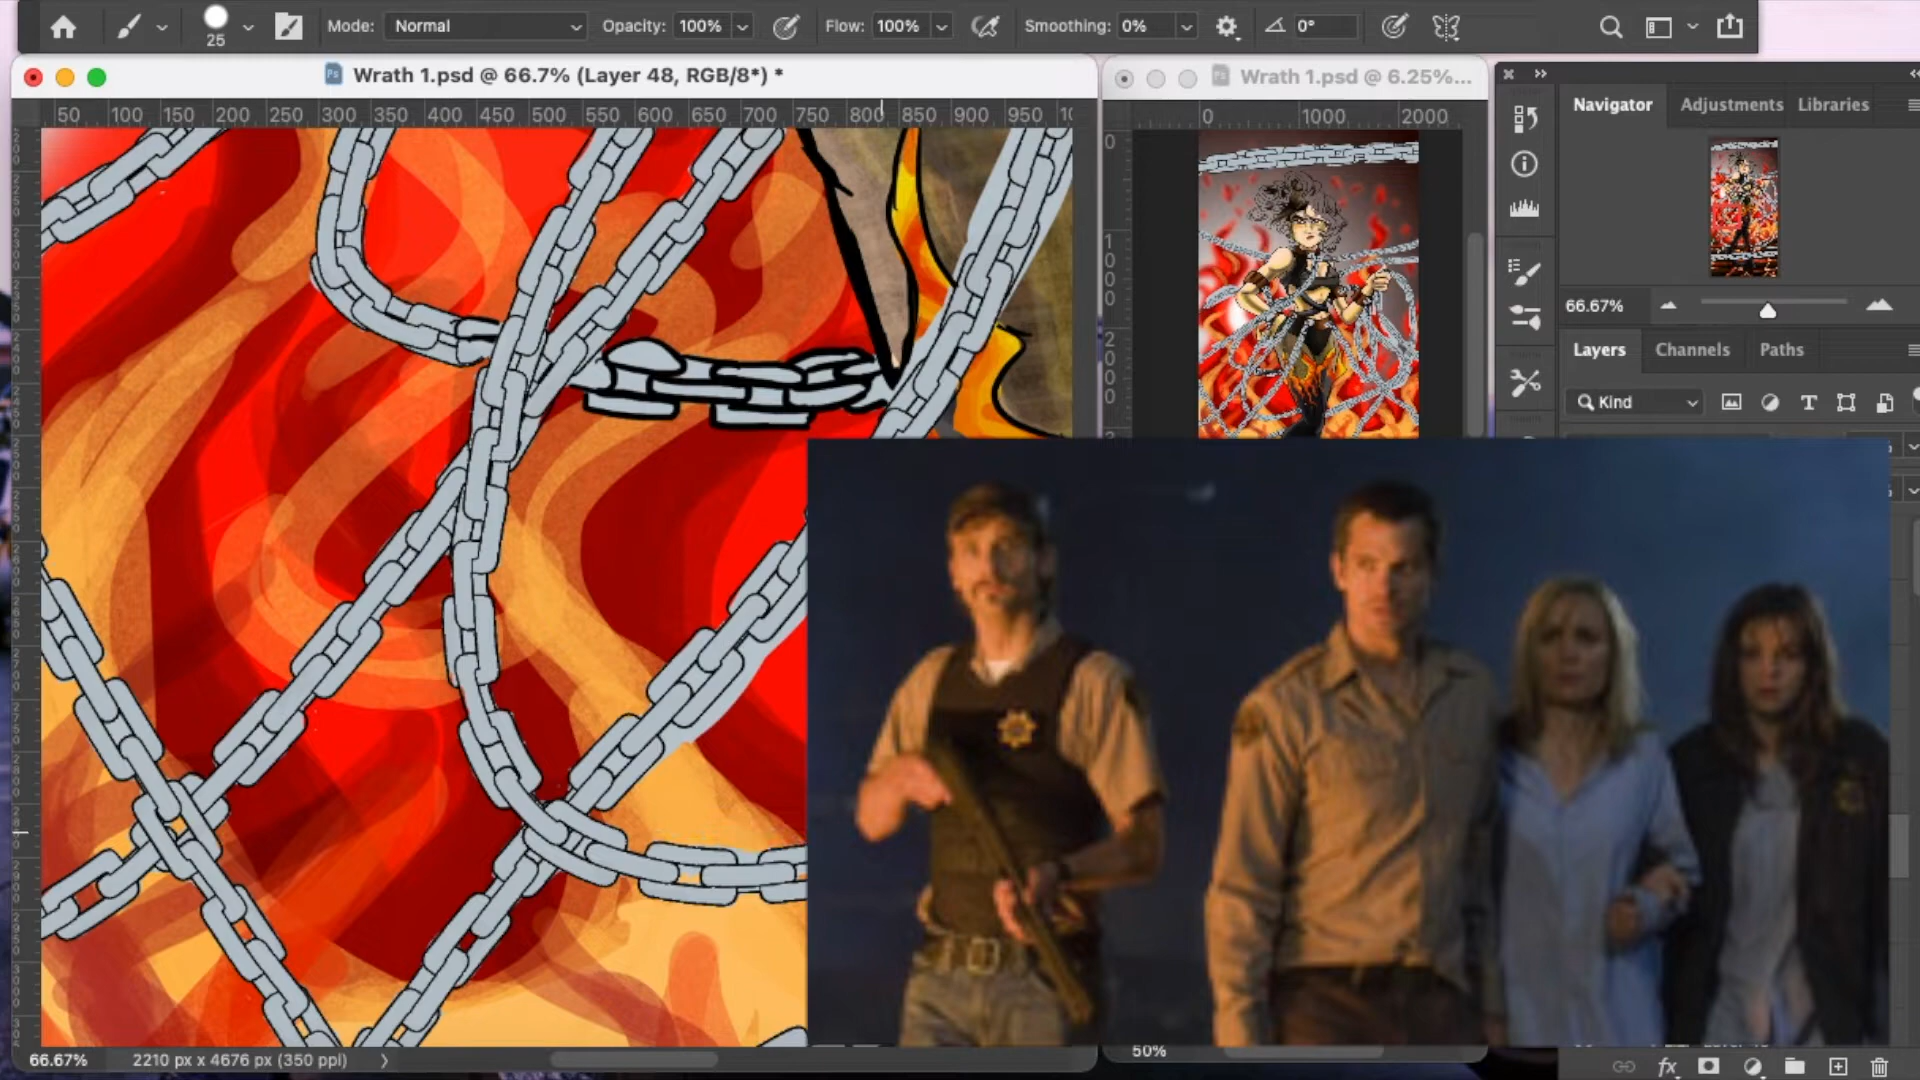 25
Mode: Normal
Opacity: 100%
Flow: 100%
Smoothing: 0%
0°
Wrath 1.psd @ 66.7% (Layer 48, RGB/8*) *
Wrath 1.psd @ 6.25%...
50 100 150 200 250 300 350 400 450 500 550 600 650 700 750 800 850 900 950
0 1000 2000
Navigator Adjustments Libraries
66.67%
Layers Channels Paths
Kind
66.67% 2210 px x 4676 px (350 ppi)
50%
fx